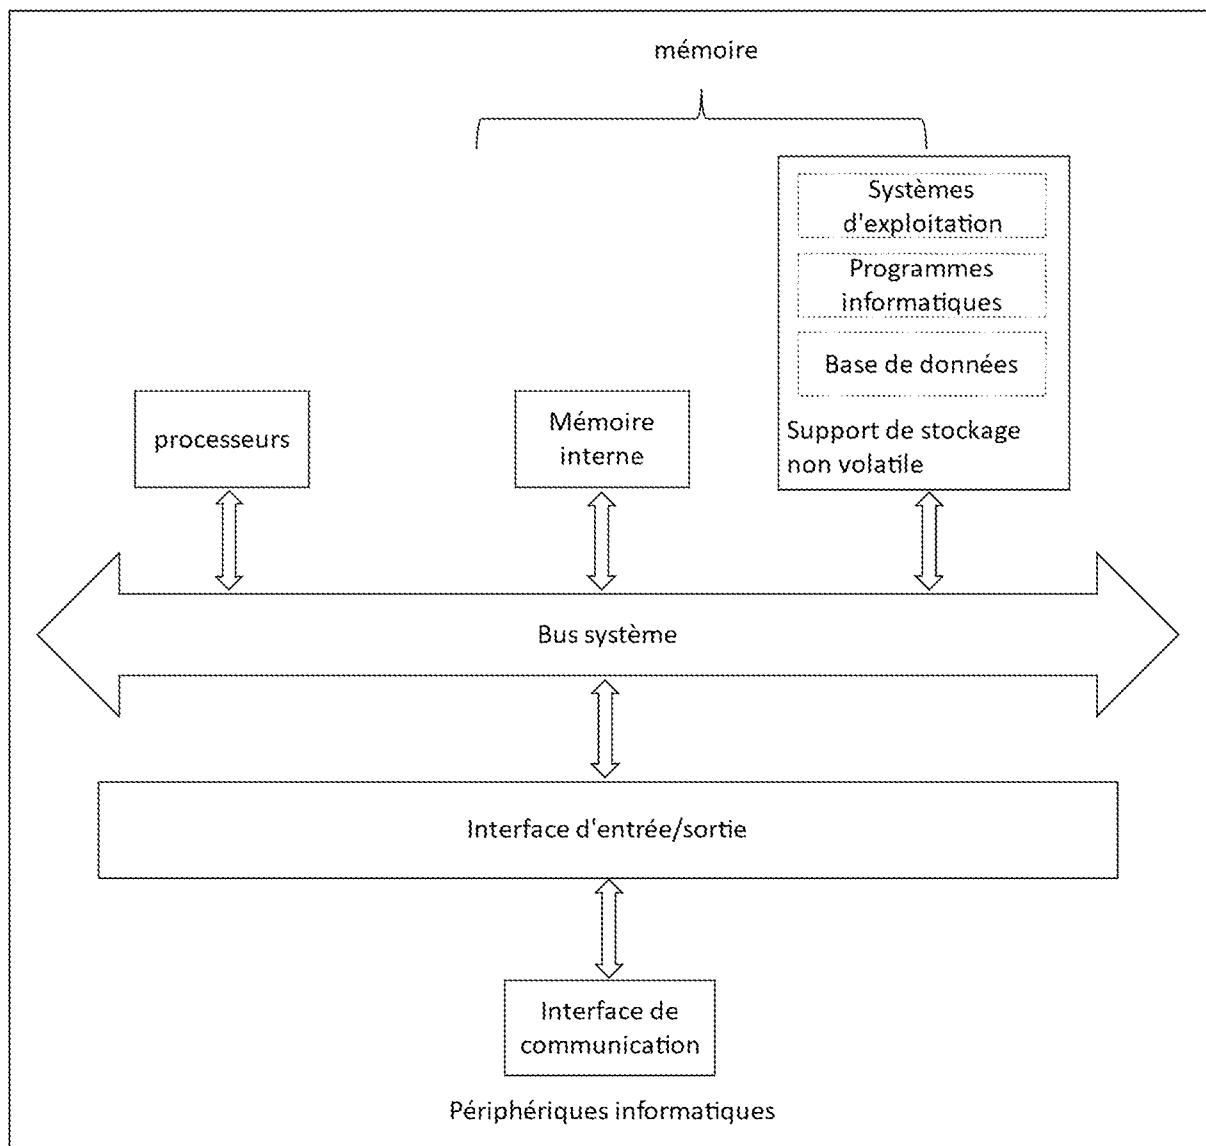 mémoire
Systèmes
d'exploitation
Programmes
informatiques
Base de données
Support de stockage
non volatile
processeurs
Mémoire
interne
Bus système
Interface d'entrée/sortie
Interface de
communication
Périphériques informatiques